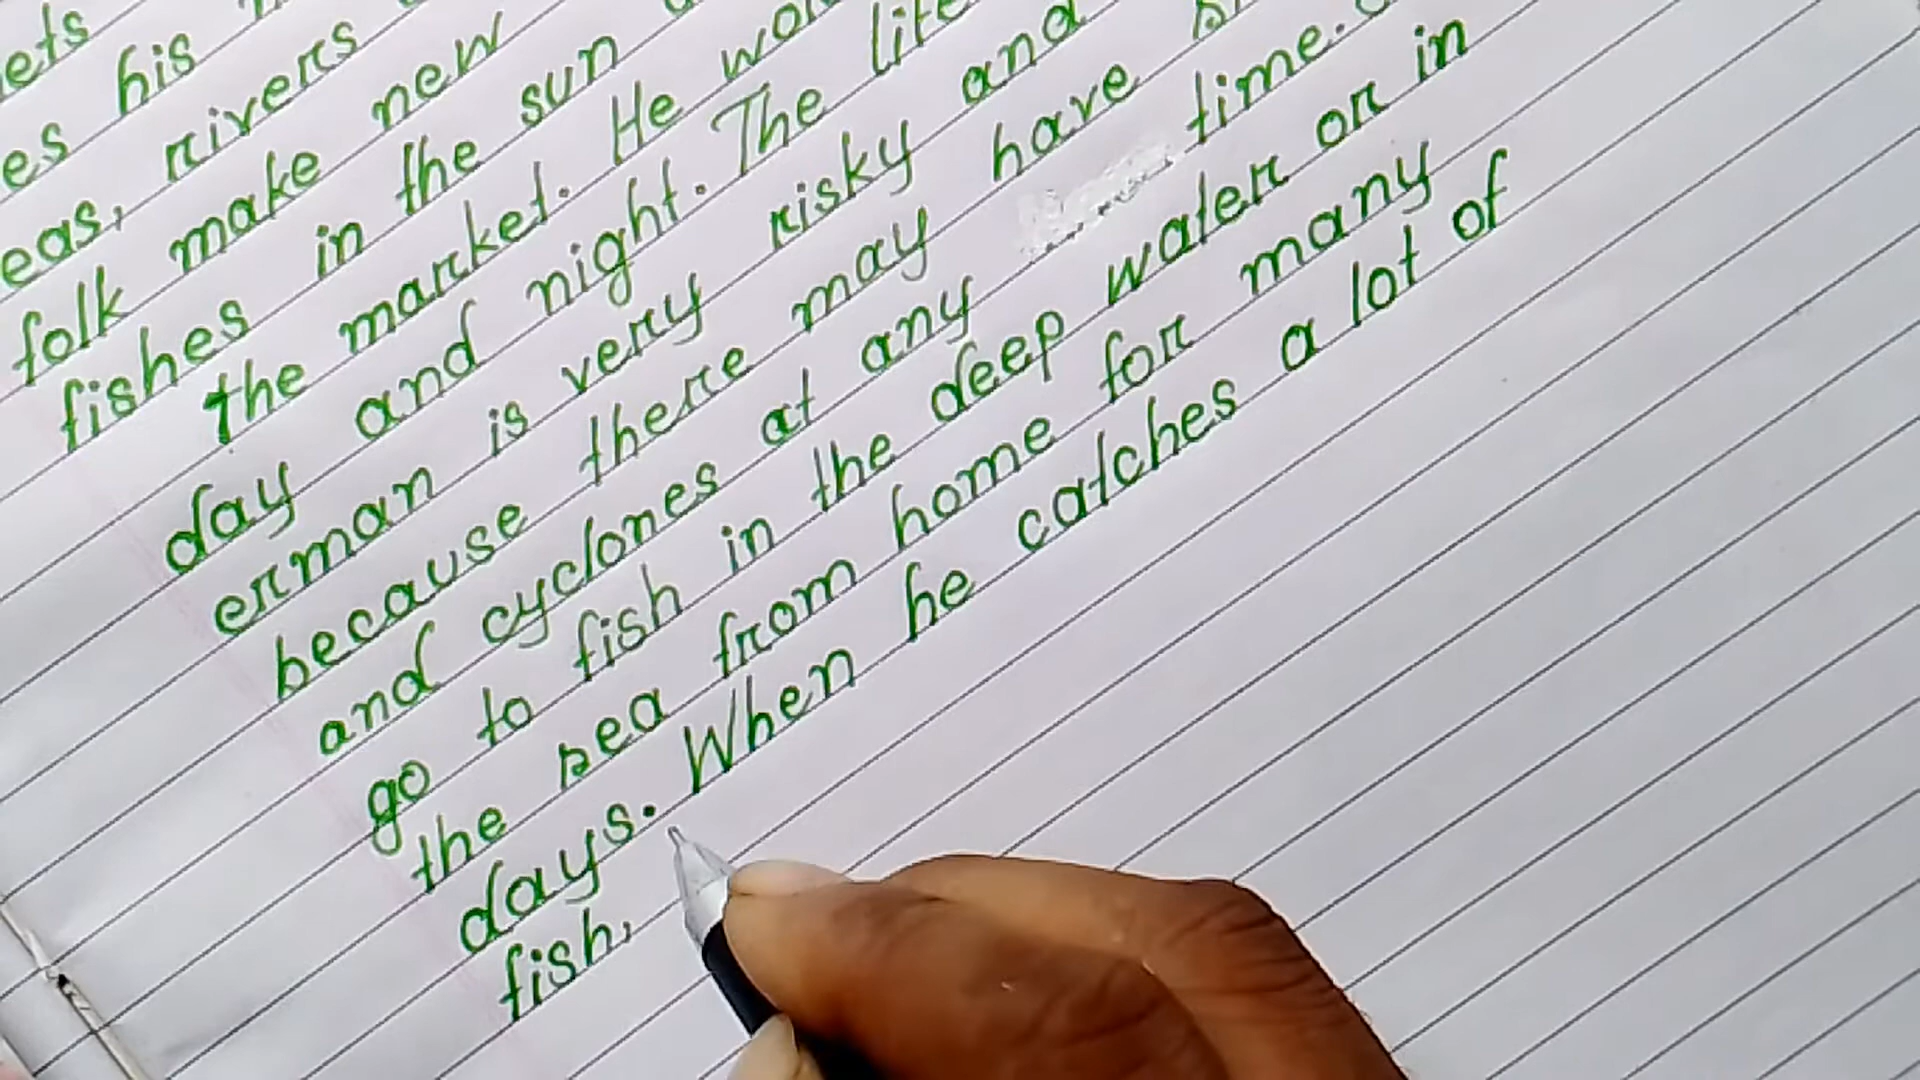 ets
es his
eas, rivers
folk make new
fishes in the sun
the market. He wo
day and night. The life
erman is very risky and
because there may have
and cyclones at any time.
go to fish in the deep water or in
the sea from home for many
days. When he catches a lot of
fish,